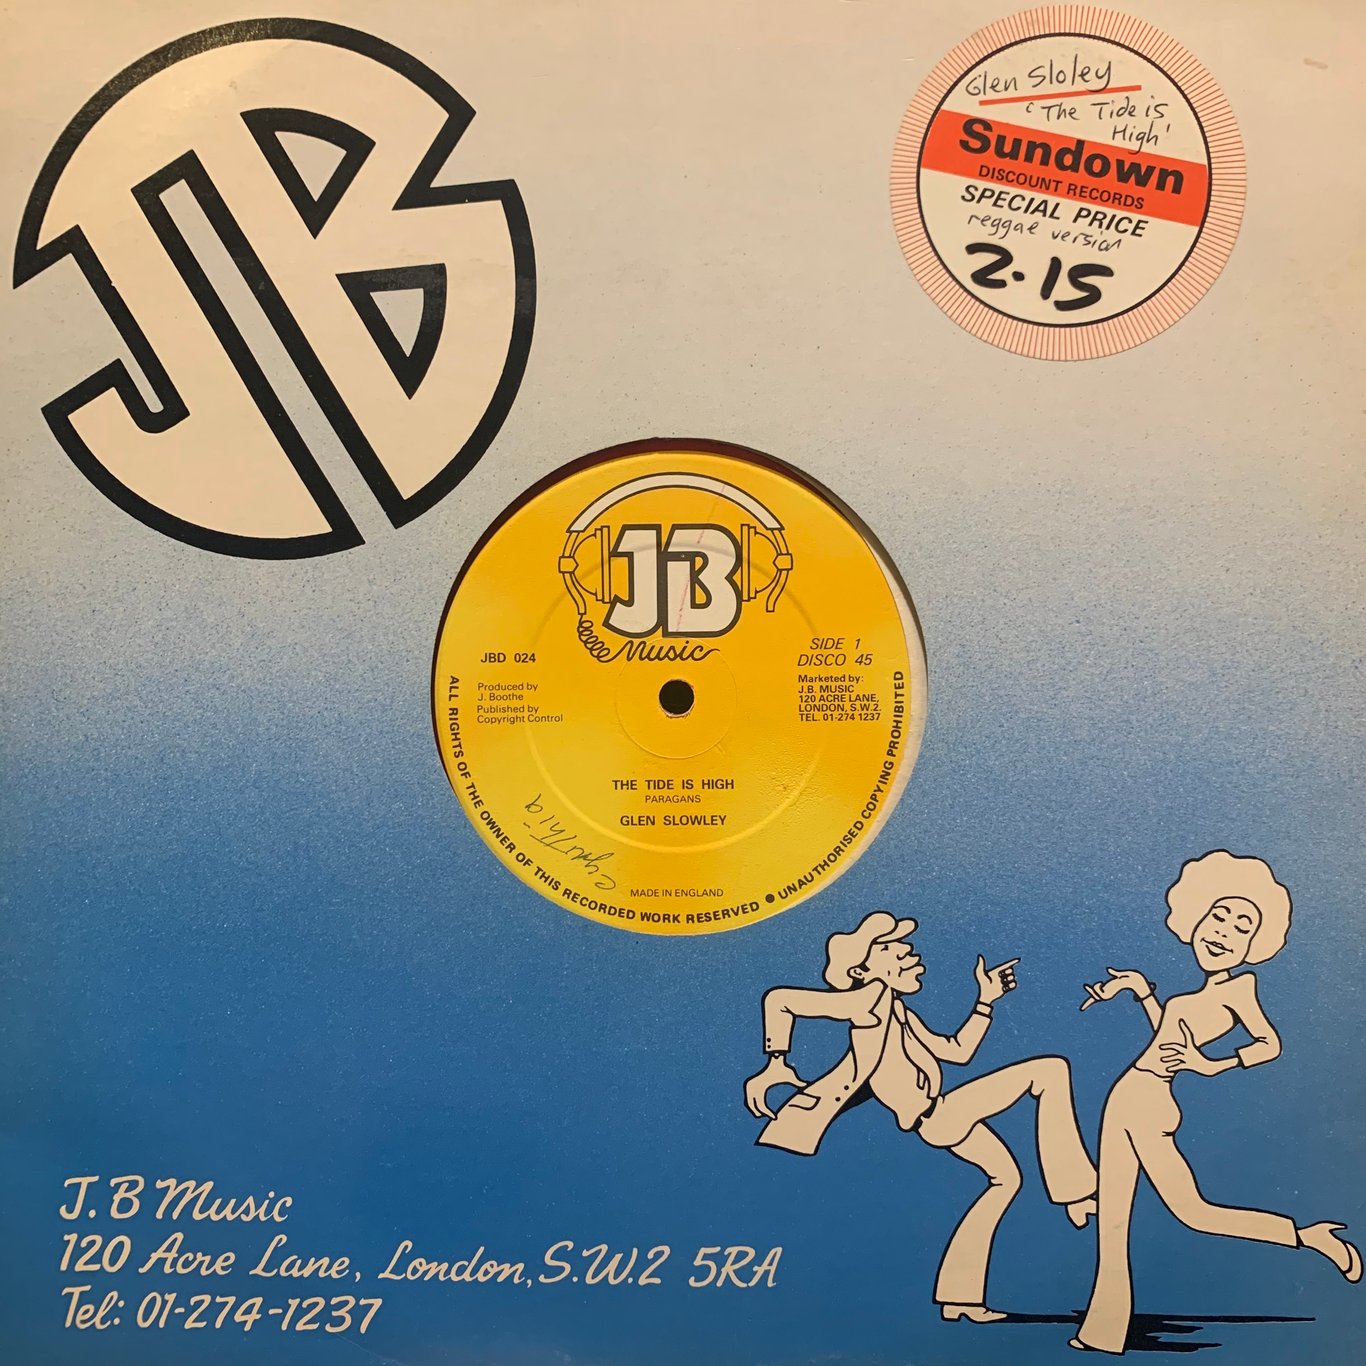 JB
Glen Sloley
'The Tide is
High'
Sundown
DISCOUNT RECORDS
SPECIAL PRICE
reggae version
2.15
JB
Music
JBD 024
Produced by
J. Boothe
Published by
Copyright Control
SIDE 1
DISCO 45
Marketed by:
J.B. MUSIC
120 ACRE LANE,
LONDON, S.W.2.
TEL. 01-274 1237
THE TIDE IS HIGH
PARAGANS
GLEN SLOWLEY
Cynthia
MADE IN ENGLAND
ALL RIGHTS OF THE OWNER OF THIS RECORDED WORK RESERVED ● UNAUTHORISED COPYING PROHIBITED
J.B Music
120 Acre Lane, London, S.W.2 5RA
Tel: 01-274-1237